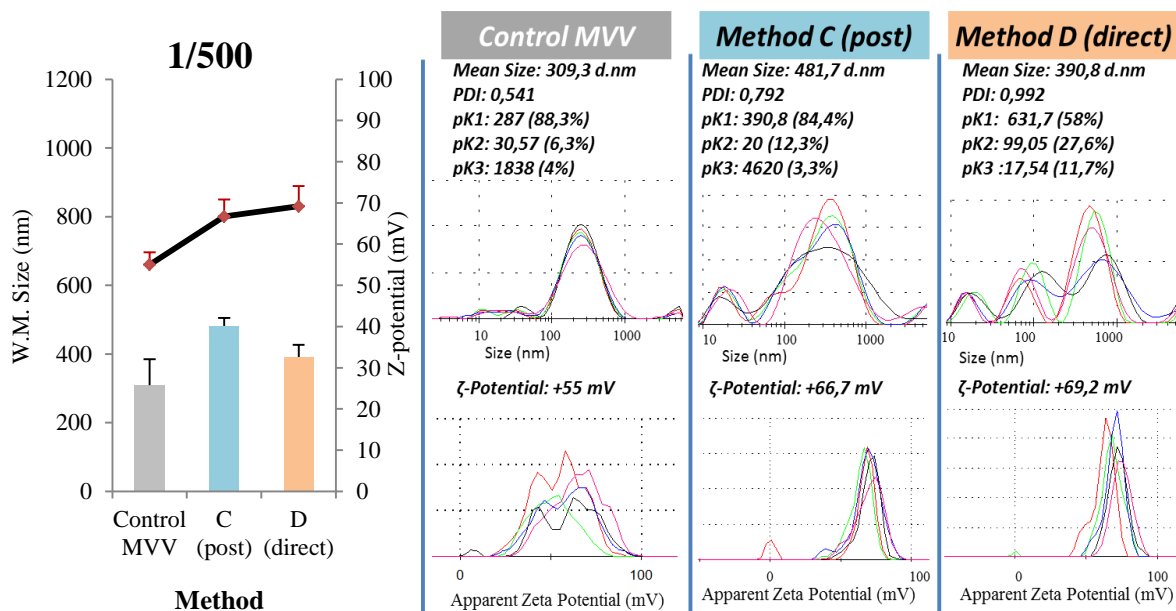 1/500
1200
1000
800
600
400
200
0
W.M. Size (nm)
100
90
80
70
60
50
40
30
20
10
0
Z-potential (mV)
Control MVV
C (post)
D (direct)
Method
Control MVV
Mean Size: 309,3 d.nm
PDI: 0,541
pK1: 287 (88,3%)
pK2: 30,57 (6,3%)
pK3: 1838 (4%)
10 100 1000
Size (nm)
ζ-Potential: +55 mV
0 100
Apparent Zeta Potential (mV)
Method C (post)
Mean Size: 481,7 d.nm
PDI: 0,792
pK1: 390,8 (84,4%)
pK2: 20 (12,3%)
pK3: 4620 (3,3%)
10 100 1000
Size (nm)
ζ-Potential: +66,7 mV
0 100
Apparent Zeta Potential (mV)
Method D (direct)
Mean Size: 390,8 d.nm
PDI: 0,992
pK1: 631,7 (58%)
pK2: 99,05 (27,6%)
pK3 :17,54 (11,7%)
10 100 1000
Size (nm)
ζ-Potential: +69,2 mV
0 100
Apparent Zeta Potential (mV)